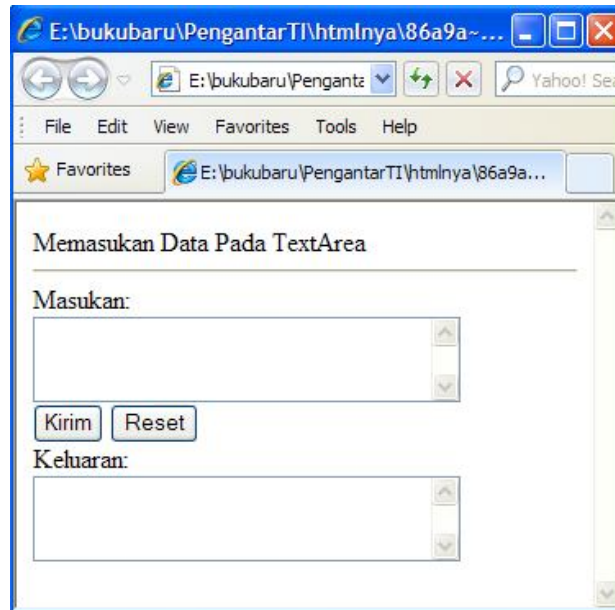 E:\bukubaru\PengantarTI\htmlnya\86a9a~...
E:\bukubaru\Penganta
Yahoo! Sea
File Edit View Favorites Tools Help
Favorites
E:\bukubaru\PengantarTI\htmlnya\86a9a...
Memasukan Data Pada TextArea
Masukan:
Kirim Reset
Keluaran: